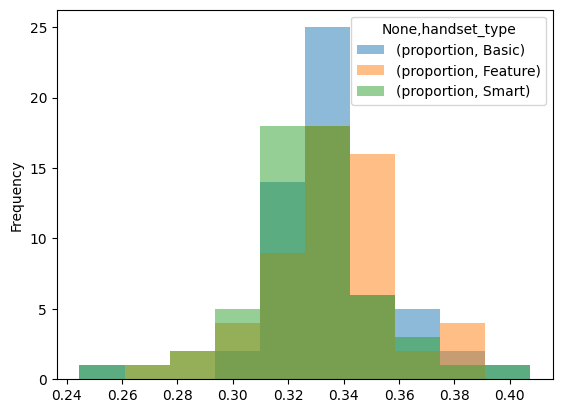 None,handset_type
(proportion, Basic)
(proportion, Feature)
(proportion, Smart)
Frequency
25
20
15
10
5
0
0.24 0.26 0.28 0.30 0.32 0.34 0.36 0.38 0.40